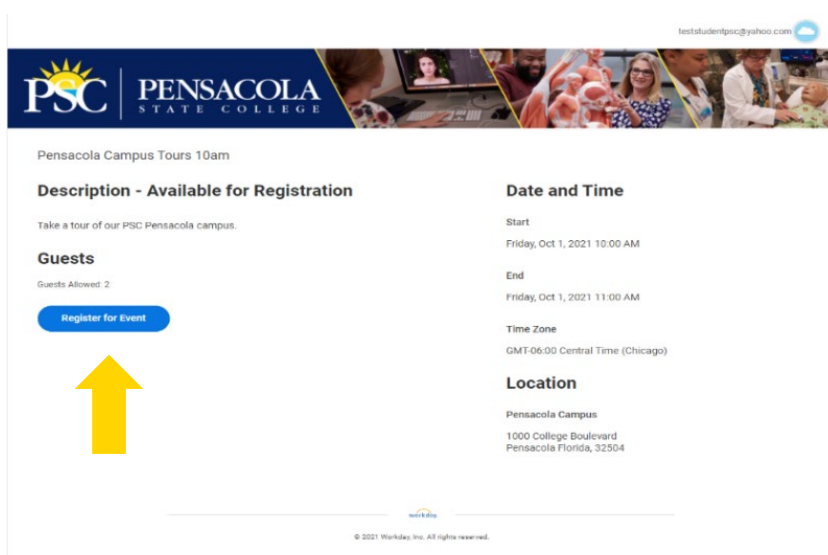 teststudentpsc@yahoo.com
PSC PENSACOLA
STATE COLLEGE
Pensacola Campus Tours 10am
Description - Available for Registration
Take a tour of our PSC Pensacola campus.
Guests
Guests Allowed: 2
Register for Event
Date and Time
Start
Friday, Oct 1, 2021 10:00 AM
End
Friday, Oct 1, 2021 11:00 AM
Time Zone
GMT-06:00 Central Time (Chicago)
Location
Pensacola Campus
1000 College Boulevard
Pensacola Florida, 32504
workday
© 2021 Workday, Inc. All rights reserved.